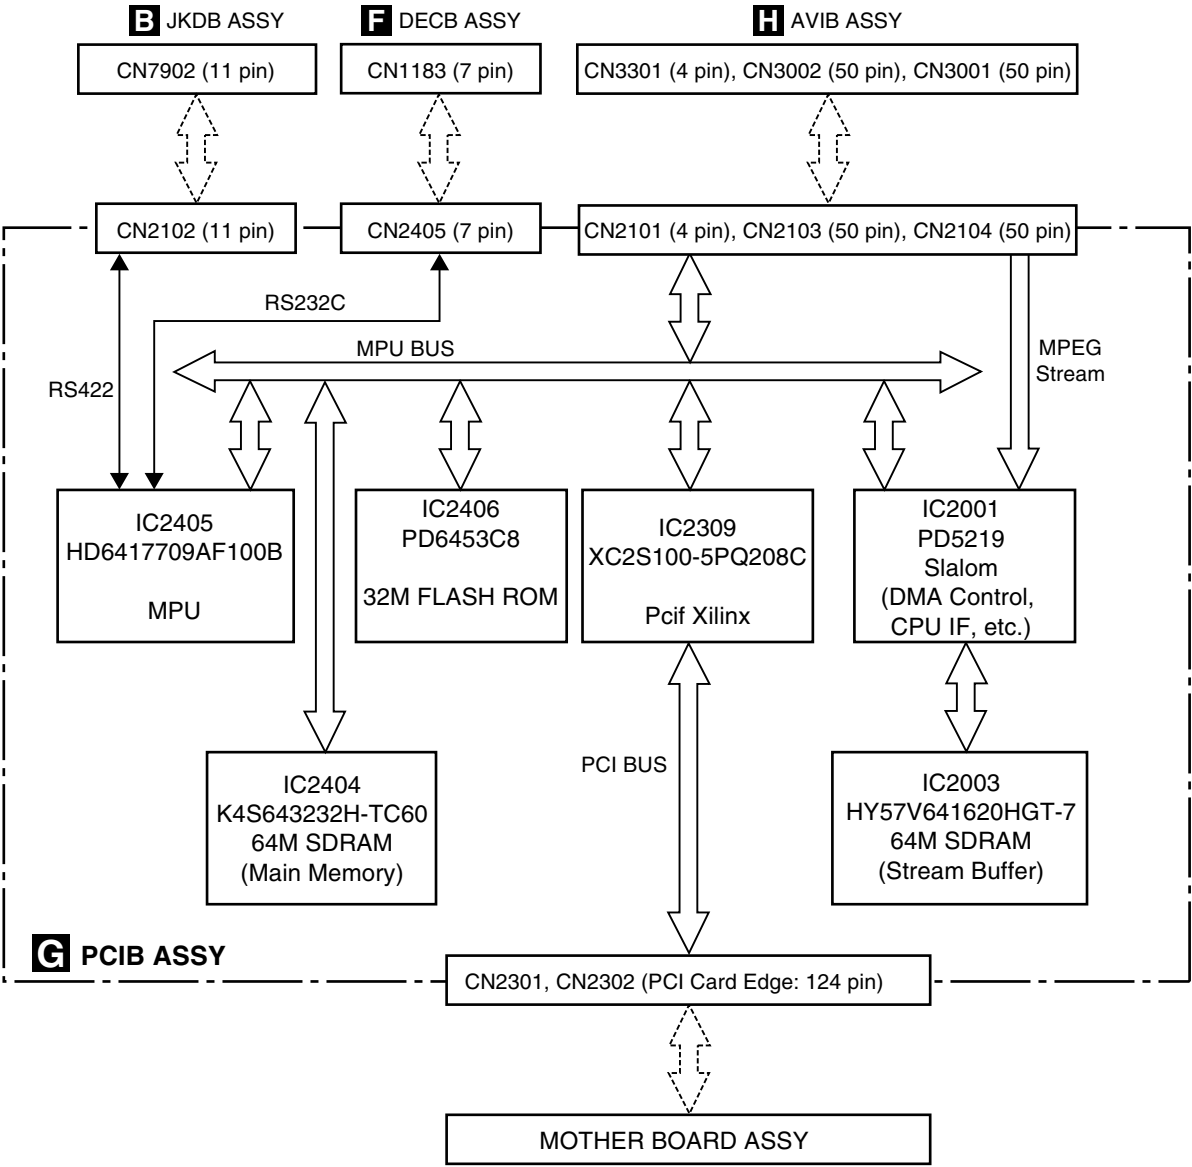 B JKDB ASSY
F DECB ASSY
H AVIB ASSY
CN7902 (11 pin)
CN1183 (7 pin)
CN3301 (4 pin), CN3002 (50 pin), CN3001 (50 pin)
CN2102 (11 pin)
CN2405 (7 pin)
CN2101 (4 pin), CN2103 (50 pin), CN2104 (50 pin)
RS232C
MPU BUS
MPEG
Stream
RS422
IC2405
HD6417709AF100B
MPU
IC2406
PD6453C8
32M FLASH ROM
IC2309
XC2S100-5PQ208C
Pcif Xilinx
IC2001
PD5219
Slalom
(DMA Control,
CPU IF, etc.)
PCI BUS
IC2404
K4S643232H-TC60
64M SDRAM
(Main Memory)
IC2003
HY57V641620HGT-7
64M SDRAM
(Stream Buffer)
G PCIB ASSY
CN2301, CN2302 (PCI Card Edge: 124 pin)
MOTHER BOARD ASSY